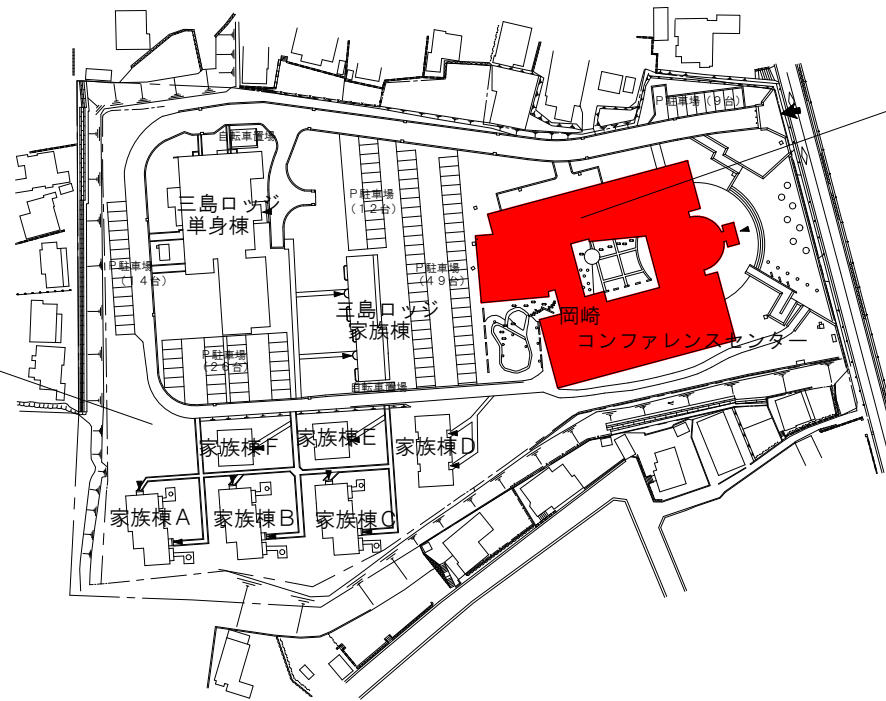 P駐車場(9台)
自転車置場
三島ロッジ
単身棟
P駐車場
(12台)
P駐車場
(14台)
P駐車場
(49台)
三島ロッジ
家族棟
岡崎
コンファレンスセンター
P駐車場
(26台)
自転車置場
家族棟F
家族棟E
家族棟D
家族棟A
家族棟B
家族棟C